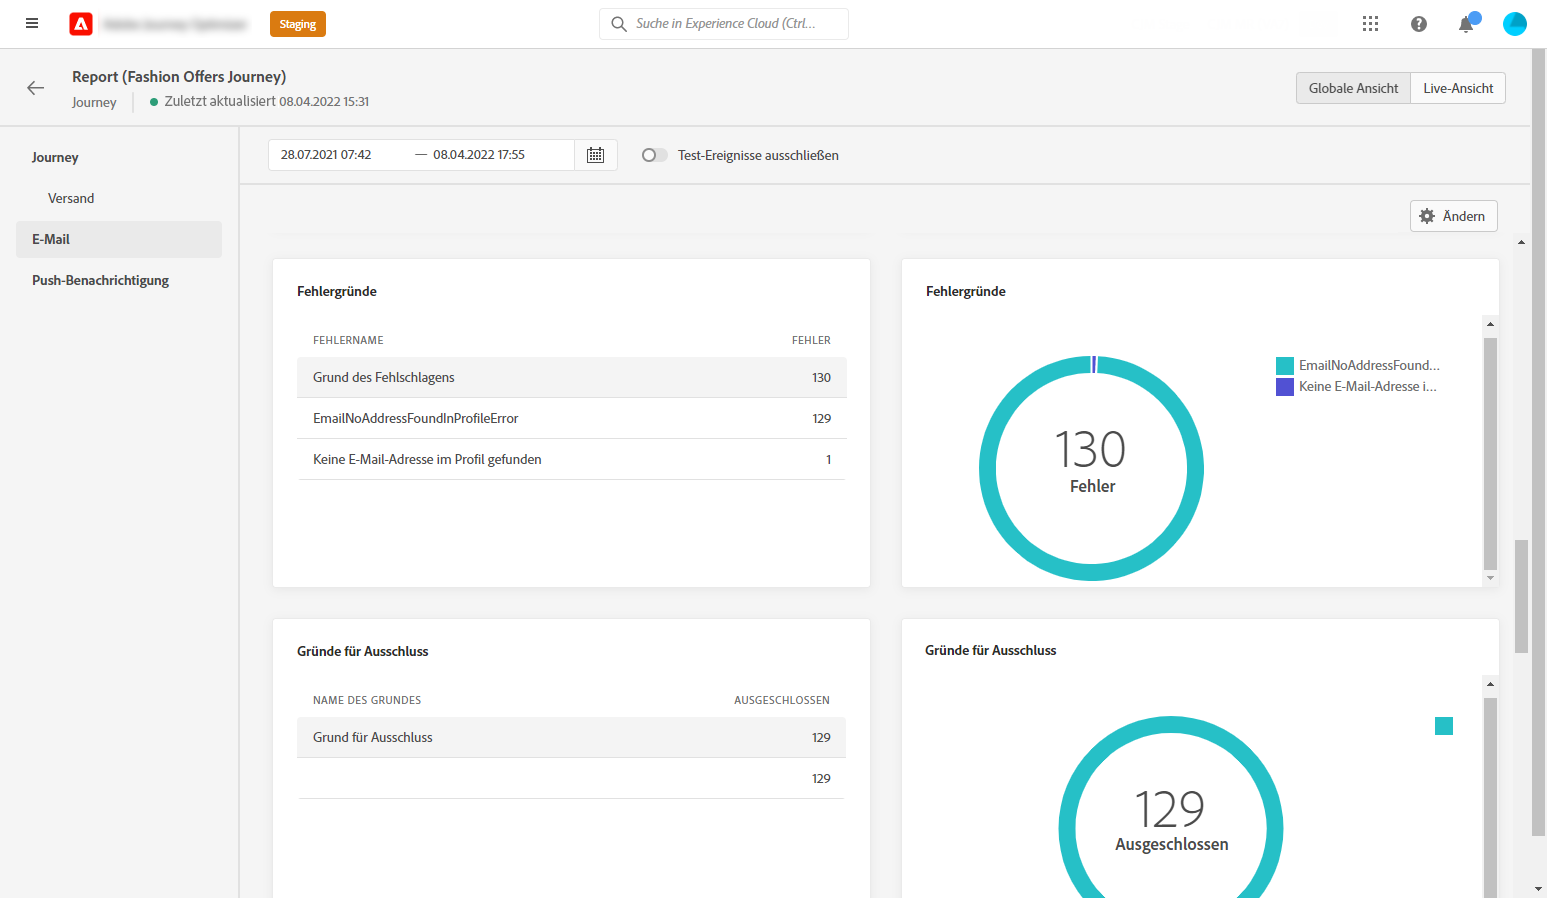 Staging
Suche in Experience Cloud (Ctrl...
Report (Fashion Offers Journey)
Journey
Zuletzt aktualisiert 08.04.2022 15:31
Globale Ansicht
Live-Ansicht
Journey
Versand
E-Mail
Push-Benachrichtigung
28.07.2021 07:42 — 08.04.2022 17:55
Test-Ereignisse ausschließen
Ändern
Fehlergründe
FEHLERNAME FEHLER
Grund des Fehlschlagens 130
EmailNoAddressFoundInProfileError 129
Keine E-Mail-Adresse im Profil gefunden 1
Fehlergründe
130
Fehler
EmailNoAddressFound...
Keine E-Mail-Adresse i...
Gründe für Ausschluss
NAME DES GRUNDES AUSGESCHLOSSEN
Grund für Ausschluss 129
129
Gründe für Ausschluss
129
Ausgeschlossen